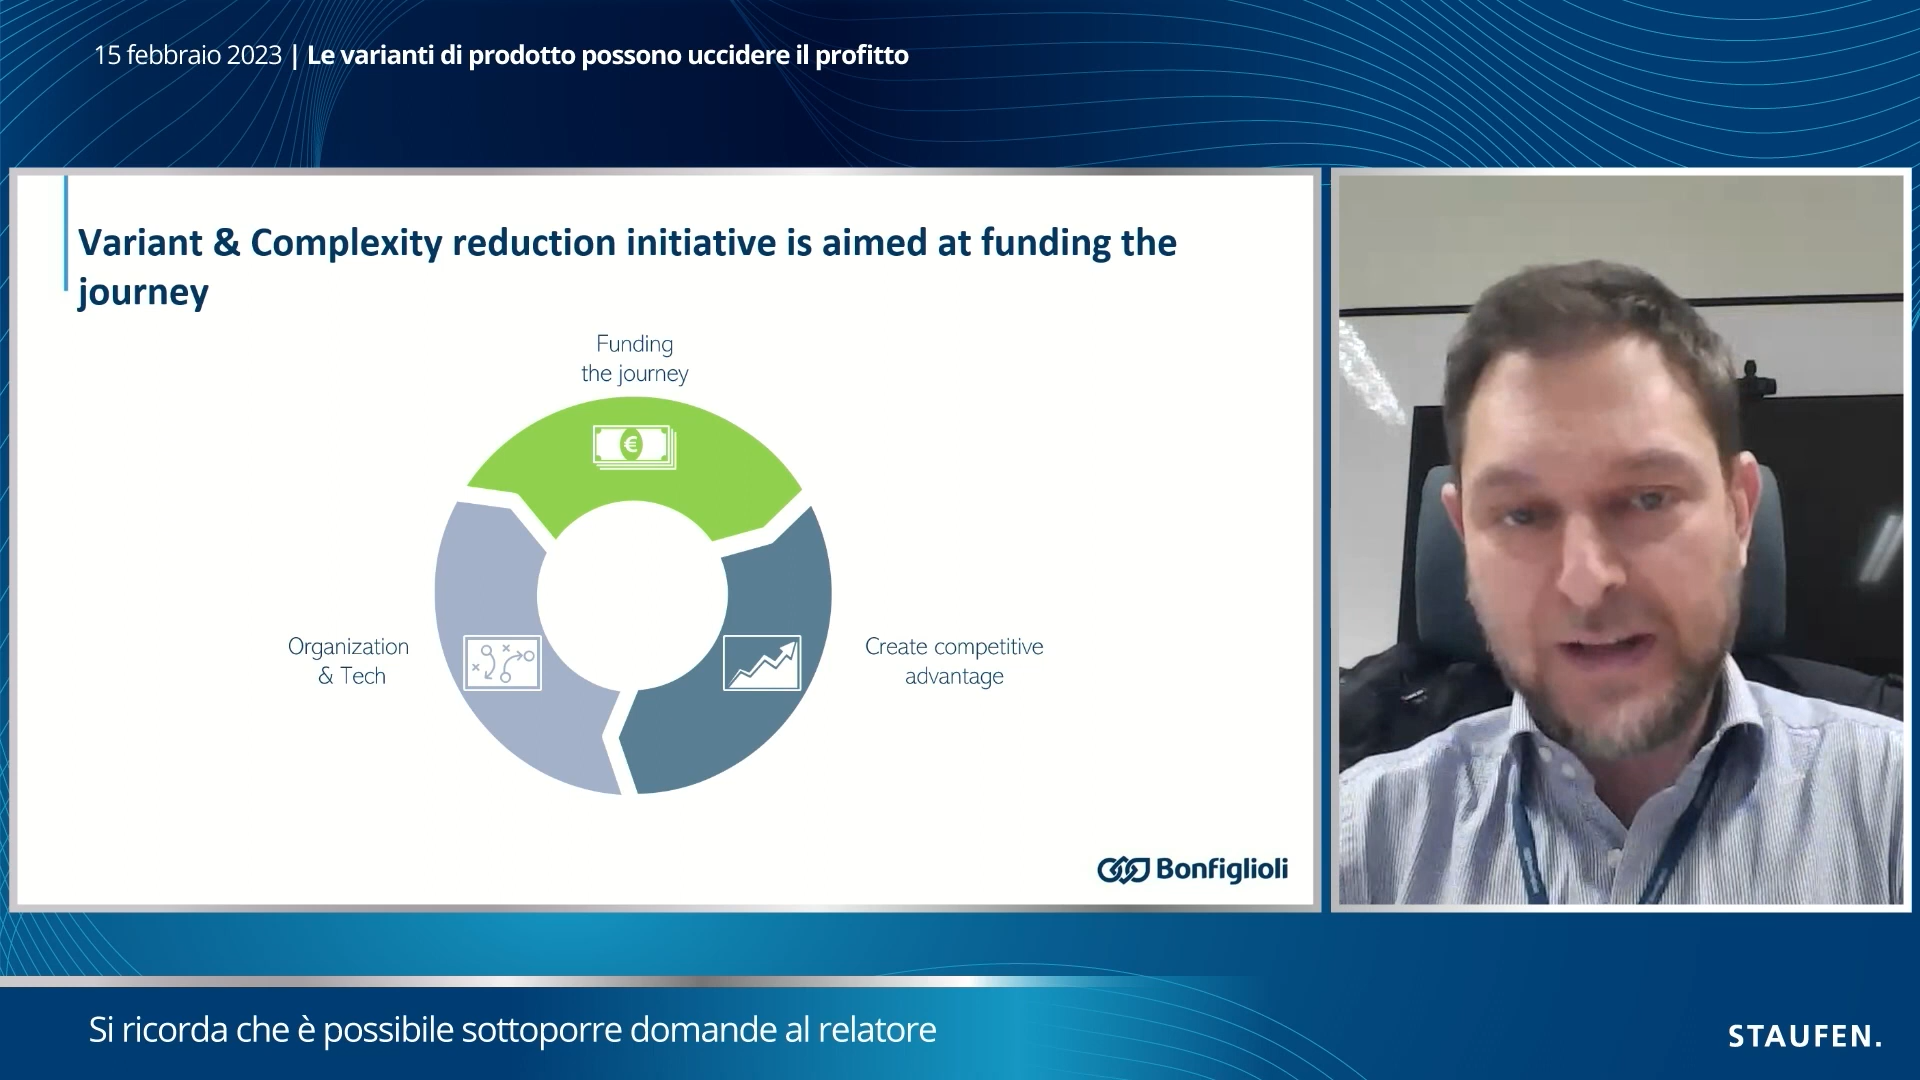 15 febbraio 2023 | Le varianti di prodotto possono uccidere il profitto
Variant & Complexity reduction initiative is aimed at funding the
journey
Funding
the journey
€
Organization
& Tech
Create competitive
advantage
Bonfiglioli
Si ricorda che è possibile sottoporre domande al relatore
STAUFEN.